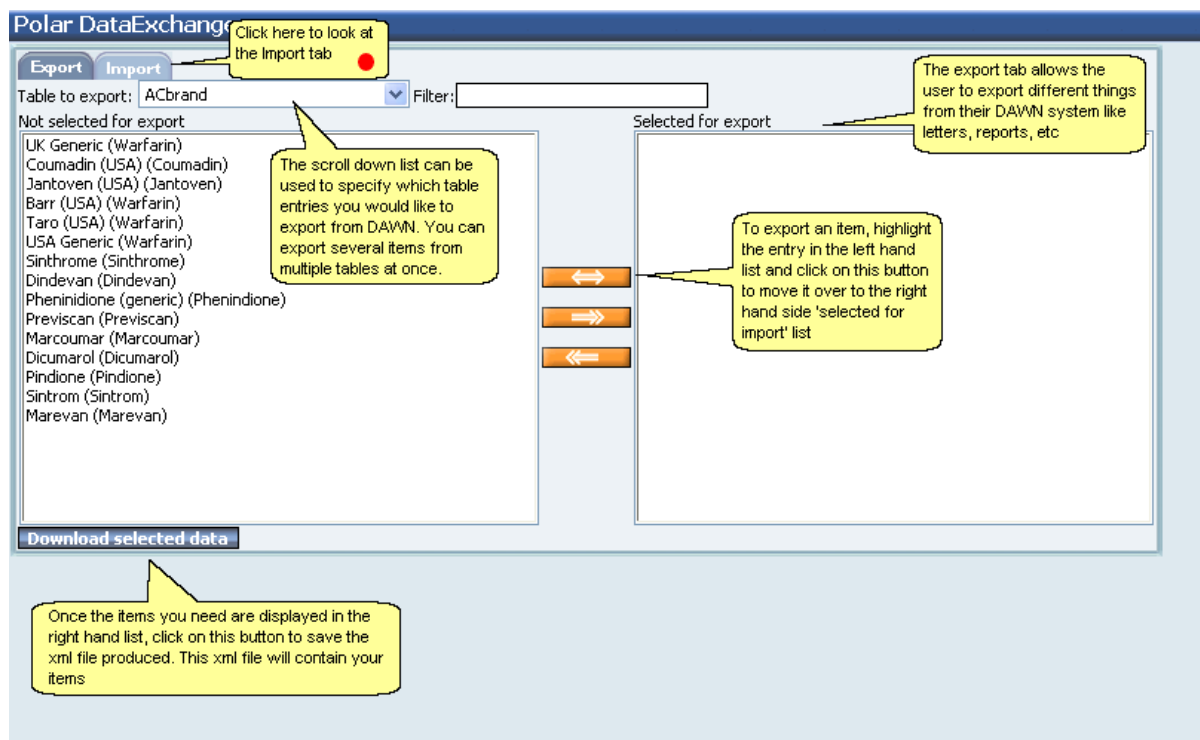 Polar DataExchange
Click here to look at
the Import tab
Export Import
Table to export: ACbrand Filter:
The export tab allows the
user to export different things
from their DAWN system like
letters, reports, etc
Not selected for export
Selected for export
UK Generic (Warfarin)
Coumadin (USA) (Coumadin)
Jantoven (USA) (Jantoven)
Barr (USA) (Warfarin)
Taro (USA) (Warfarin)
USA Generic (Warfarin)
Sinthrome (Sinthrome)
Dindevan (Dindevan)
Pheninidione (generic) (Phenindione)
Previscan (Previscan)
Marcoumar (Marcoumar)
Dicumarol (Dicumarol)
Pindione (Pindione)
Sintrom (Sintrom)
Marevan (Marevan)
The scroll down list can be
used to specify which table
entries you would like to
export from DAWN. You can
export several items from
multiple tables at once.
To export an item, highlight
the entry in the left hand
list and click on this button
to move it over to the right
hand side 'selected for
import' list
Download selected data
Once the items you need are displayed in the
right hand list, click on this button to save the
xml file produced. This xml file will contain your
items